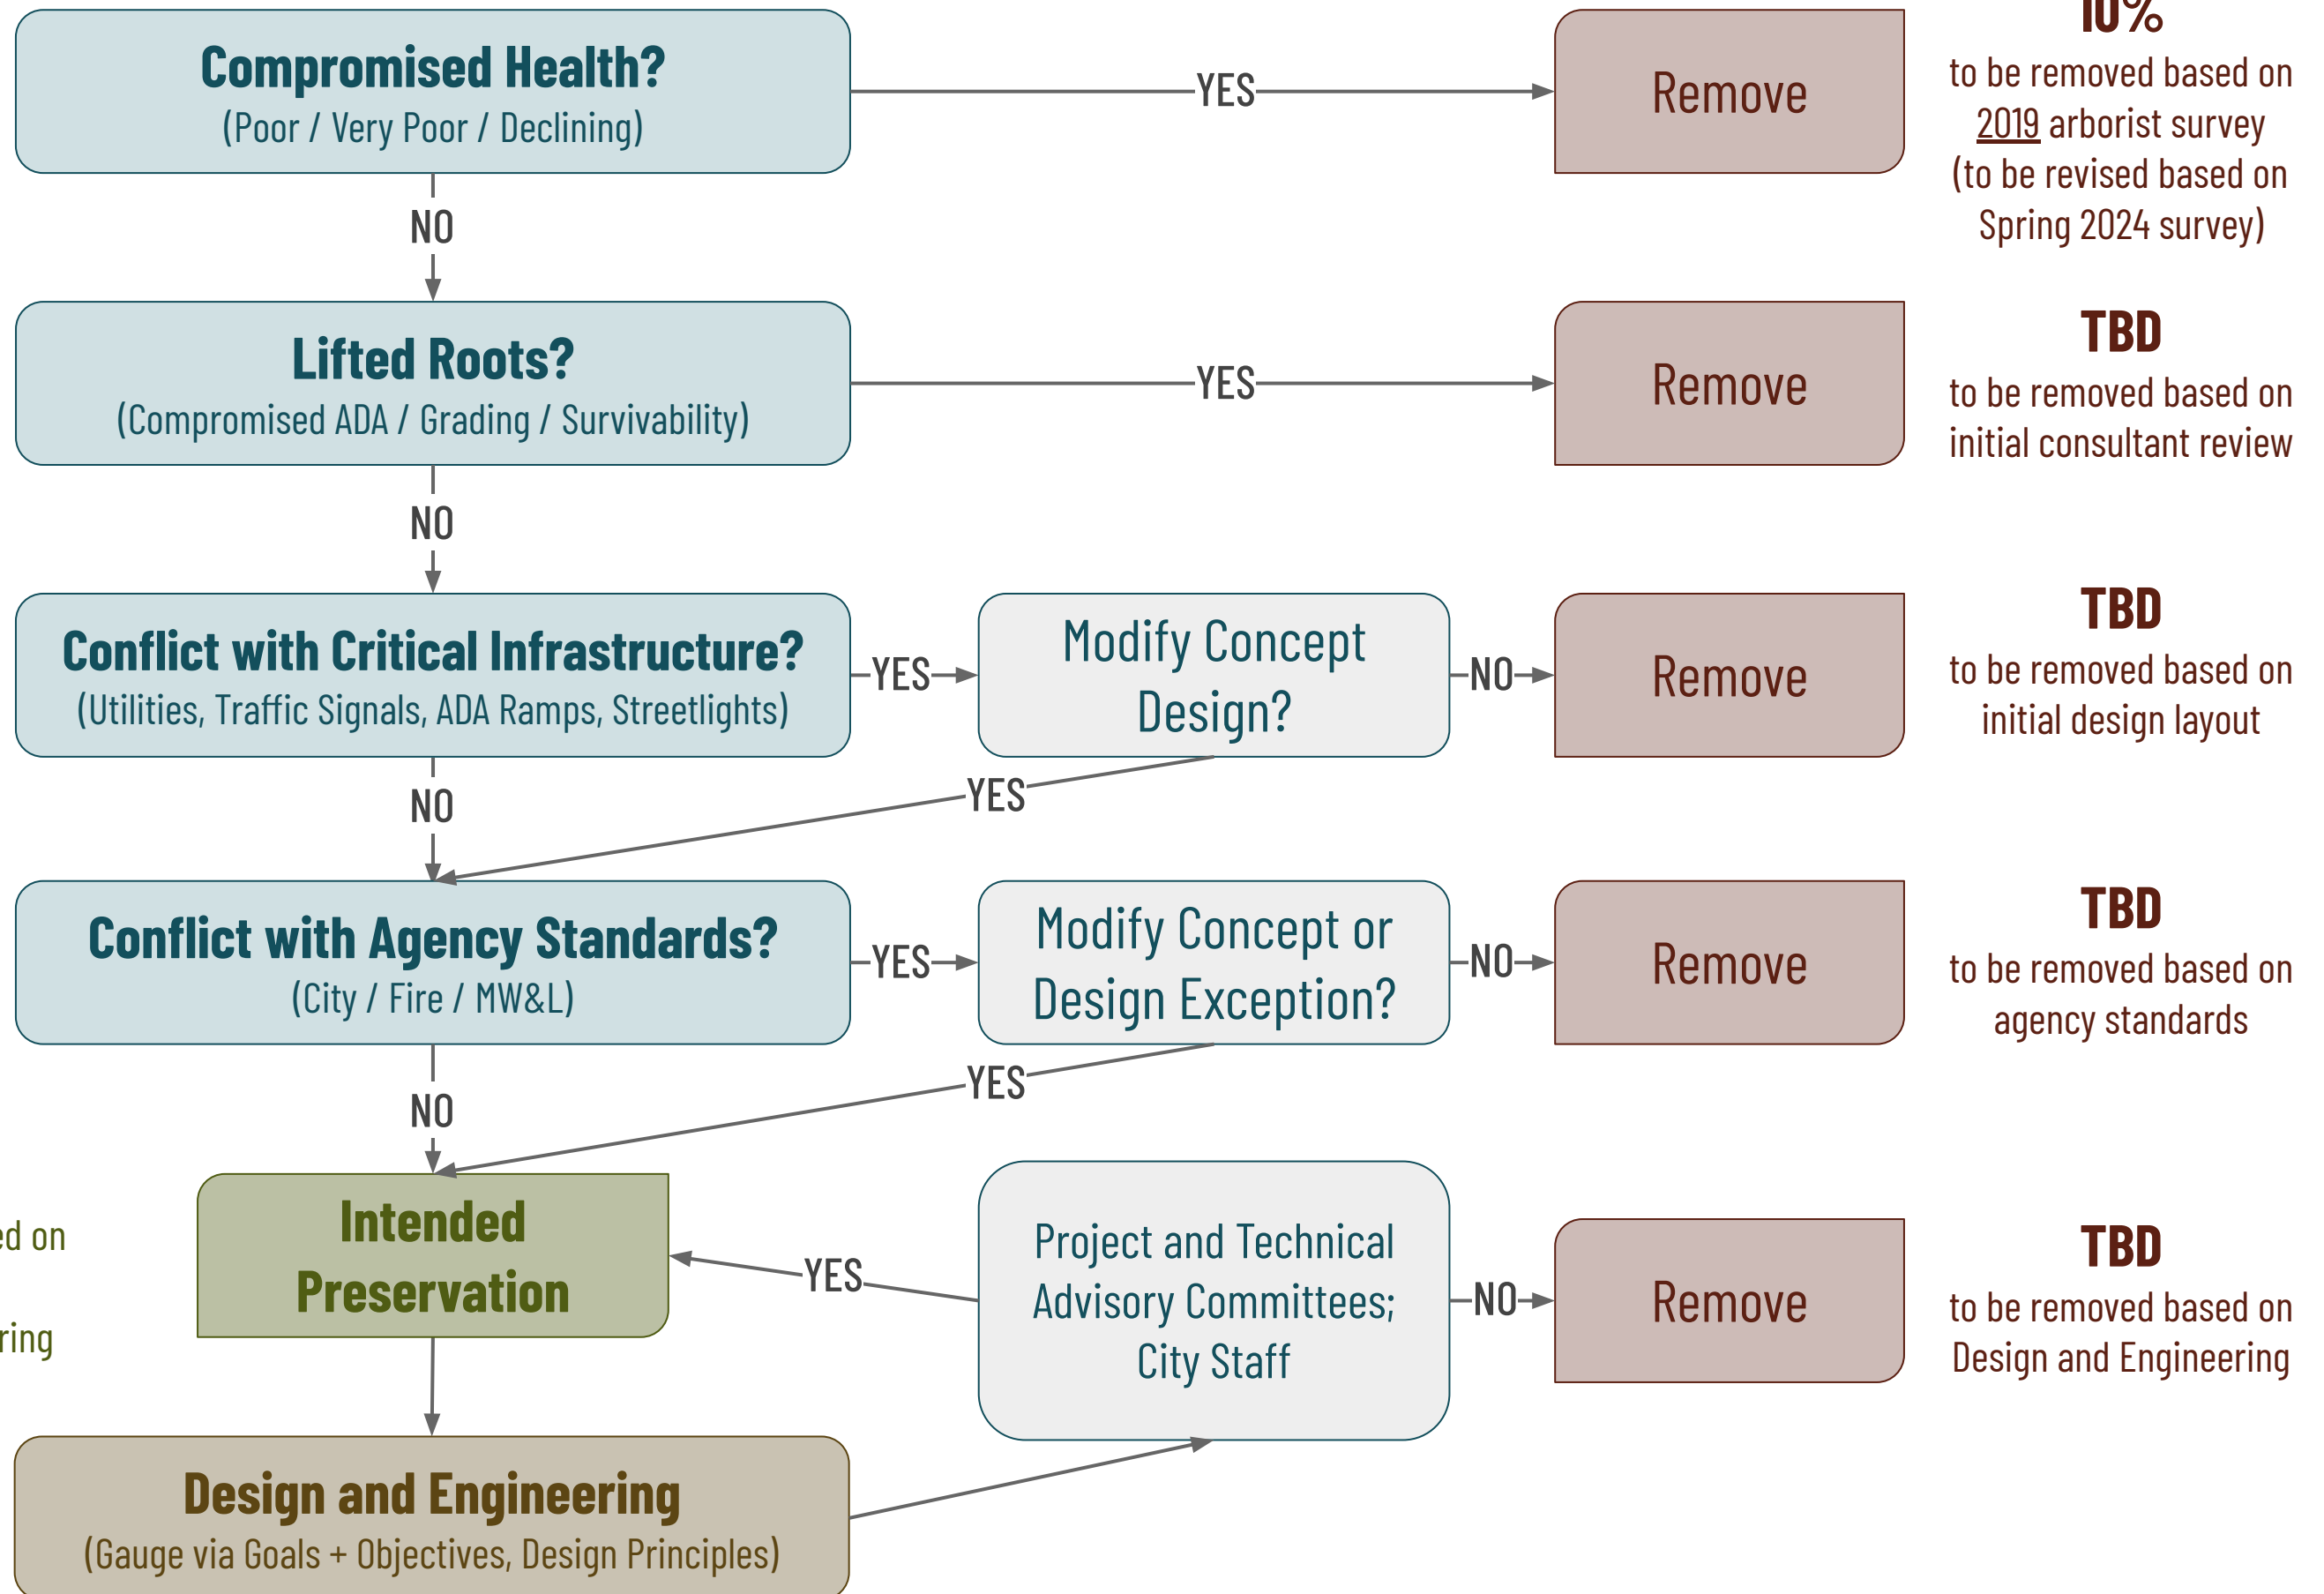 10%
Compromised Health?
(Poor / Very Poor / Declining)
YES
Remove
to be removed based on
2019 arborist survey
(to be revised based on
Spring 2024 survey)
NO
Lifted Roots?
(Compromised ADA / Grading / Survivability)
YES
Remove
TBD
to be removed based on
initial consultant review
NO
Conflict with Critical Infrastructure?
(Utilities, Traffic Signals, ADA Ramps, Streetlights)
YES
Modify Concept
Design?
NO
Remove
TBD
to be removed based on
initial design layout
YES
NO
Conflict with Agency Standards?
(City / Fire / MW&L)
YES
Modify Concept or
Design Exception?
NO
Remove
TBD
to be removed based on
agency standards
YES
NO
ed on
ring
Intended
Preservation
YES
Project and Technical
Advisory Committees;
City Staff
NO
Remove
TBD
to be removed based on
Design and Engineering
Design and Engineering
(Gauge via Goals + Objectives, Design Principles)